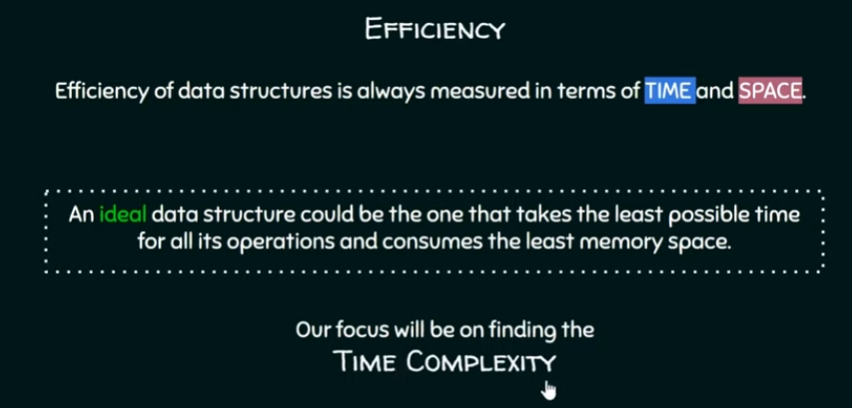 EFFICIENCY
Efficiency of data structures is always measured in terms of TIME and SPACE.
An ideal data structure could be the one that takes the least possible time
for all its operations and consumes the least memory space.
Our focus will be on finding the
TIME COMPLEXITY